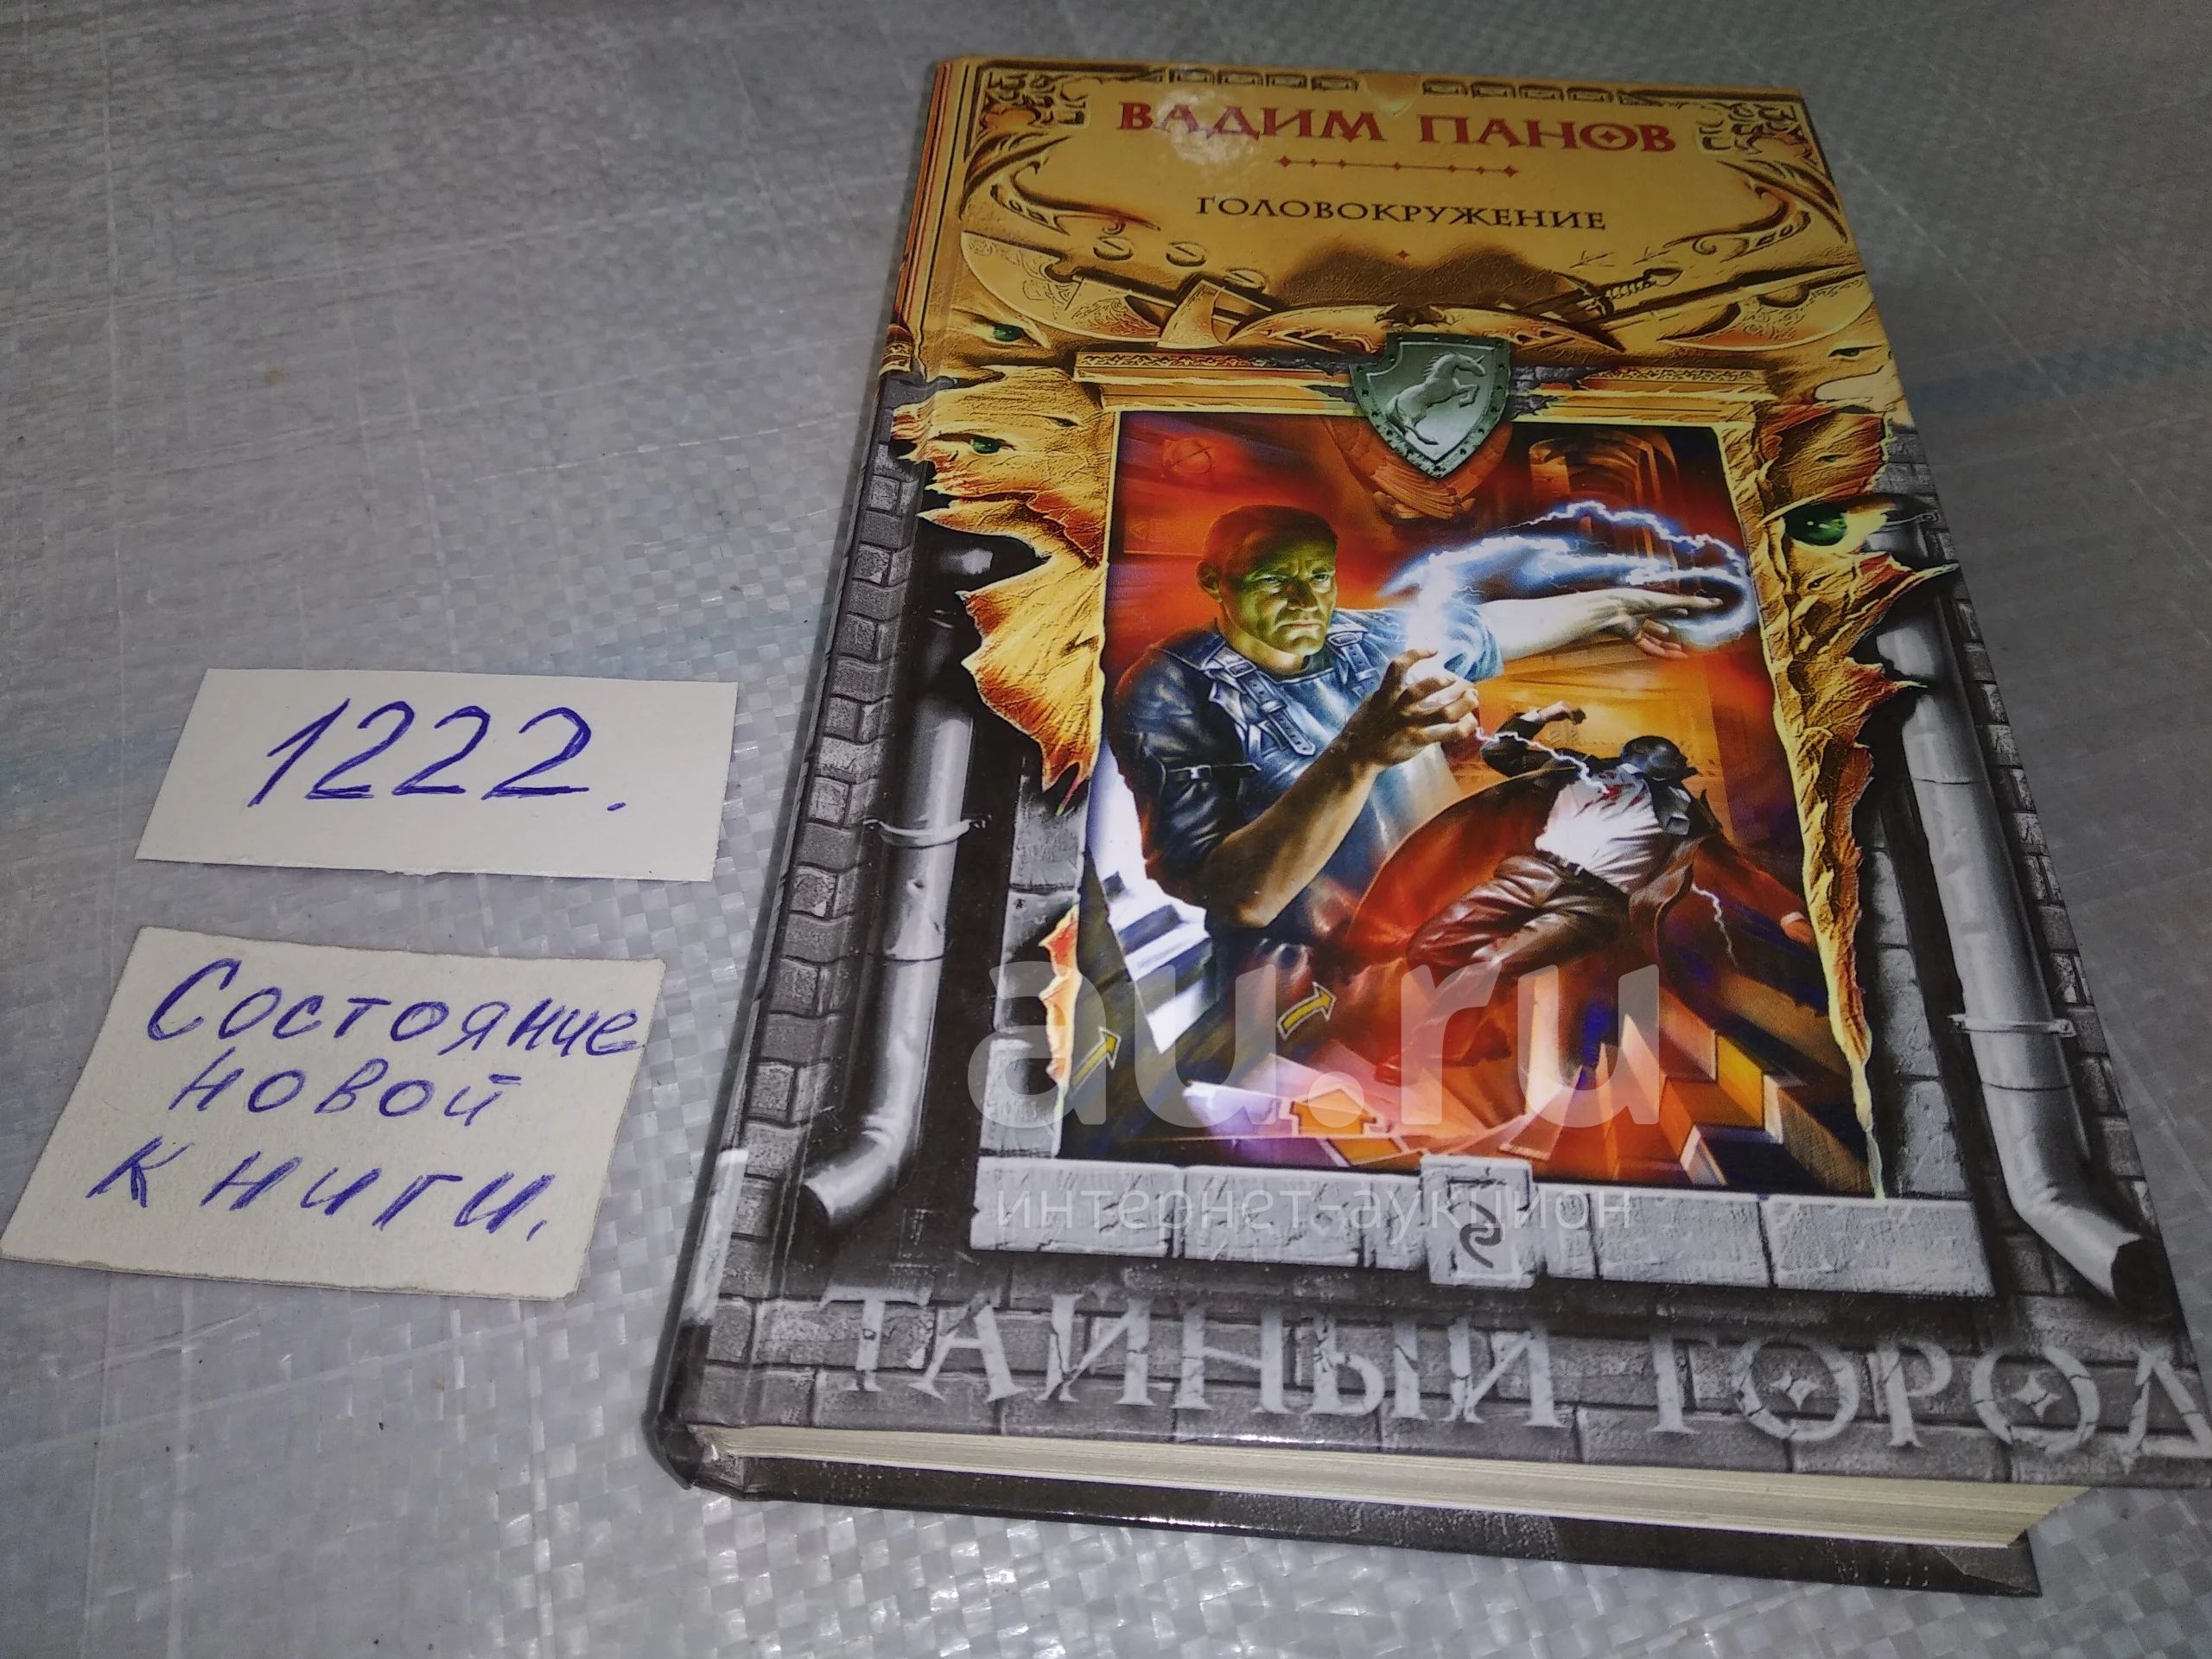 ВАДИМ ПАНОВ
ГОЛОВОКРУЖЕНИЕ
1222.
Состояние
новой
книги.
au.ru
интернет-аукцион
ТАЙНЫЙ ГОРОД